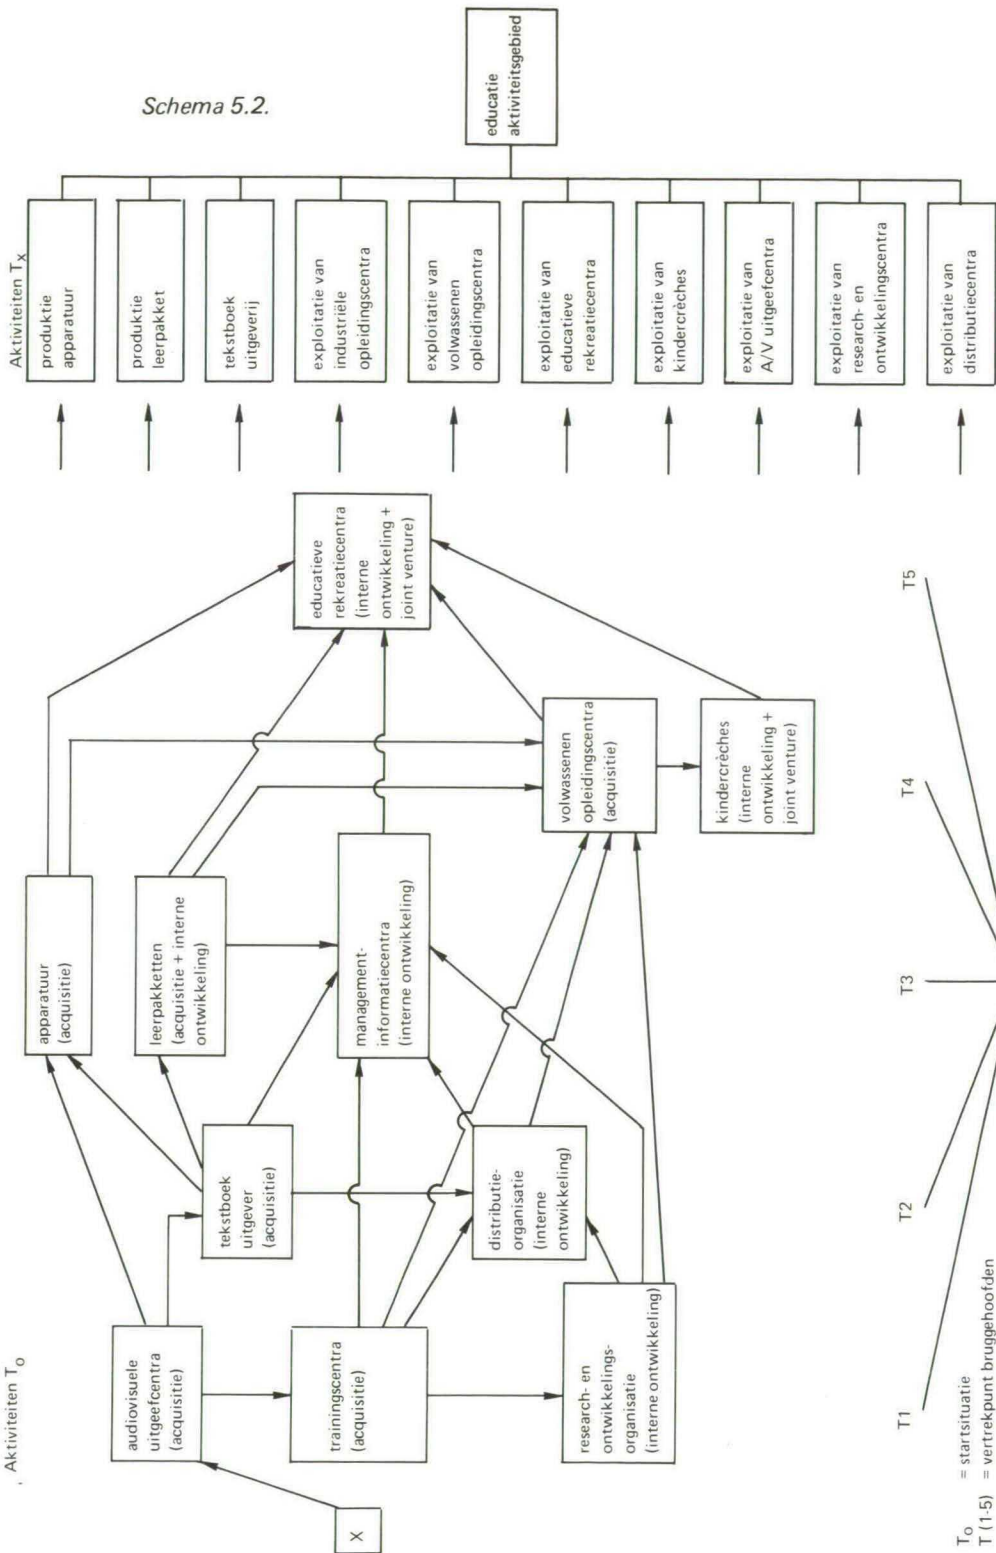 Schema 5.2.
Aktiviteiten T₀
X
audiovisuele
uitgeefcentra
(acquisitie)
trainingscentra
(acquisitie)
research- en
ontwikkelings-
organisatie
(interne ontwikkeling)
tekstboek
uitgever
(acquisitie)
distributie-
organisatie
(interne
ontwikkeling)
apparatuur
(acquisitie)
leerpakketten
(acquisitie + interne
ontwikkeling)
management-
informatiecentra
(interne ontwikkeling)
volwassenen
opleidingscentra
(acquisitie)
kindercrèches
(interne
ontwikkeling +
joint venture)
educatieve
rekreatiecentra
(interne
ontwikkeling +
joint venture)
Aktiviteiten Tx
produktie
apparatuur
produktie
leerpakket
tekstboek
uitgeverij
exploitatie van
industriële
opleidingscentra
exploitatie van
volwassenen
opleidingscentra
exploitatie van
educatieve
rekreatiecentra
exploitatie van
kindercrèches
exploitatie van
A/V uitgeefcentra
exploitatie van
research- en
ontwikkelingscentra
exploitatie van
distributiecentra
educatie
aktiviteitsgebied
T1
T2
T3
T4
T5
T₀ = startsituatie
T (1-5) = vertrekpunt bruggehoofden